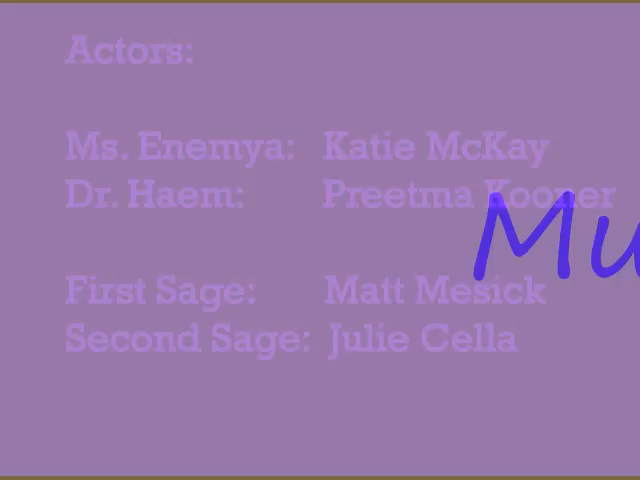 Actors:
Ms. Enemya: Katie McKay
Dr. Haem: Preetma Kooner
Mu
First Sage: Matt Mesick
Second Sage: Julie Cella